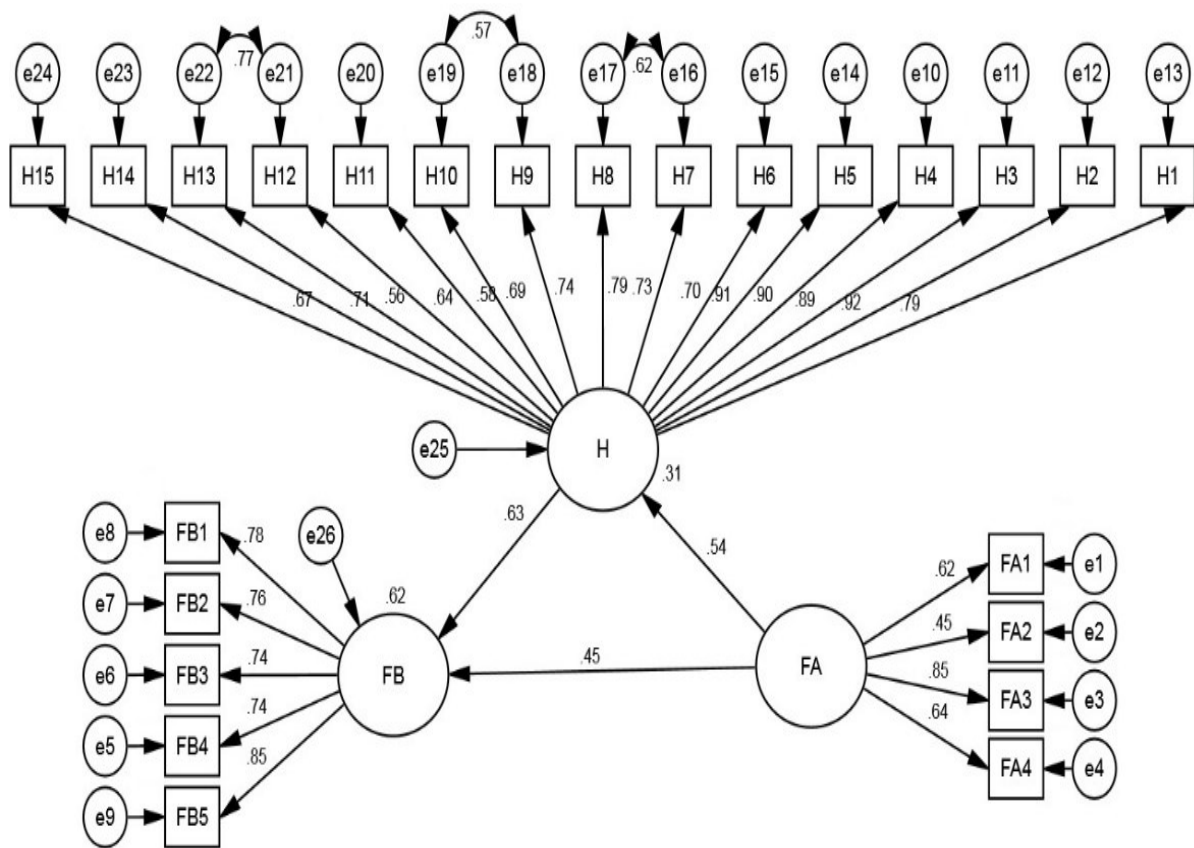 .77
.57
.62
e24 e23 e22 e21 e20 e19 e18 e17 e16 e15 e14 e10 e11 e12 e13
H15 H14 H13 H12 H11 H10 H9 H8 H7 H6 H5 H4 H3 H2 H1
.67 .71 .56 .64 .58 .69 .74 .79 .73 .70 .91 .90 .89 .92 .79
e25
H
.31
.63
.54
e8 FB1 .78
e7 FB2 .76
e6 FB3 .74
e5 FB4 .74
e9 FB5 .85
e26
.62
FB
.45
FA
.62 FA1 e1
.45 FA2 e2
.85 FA3 e3
.64 FA4 e4